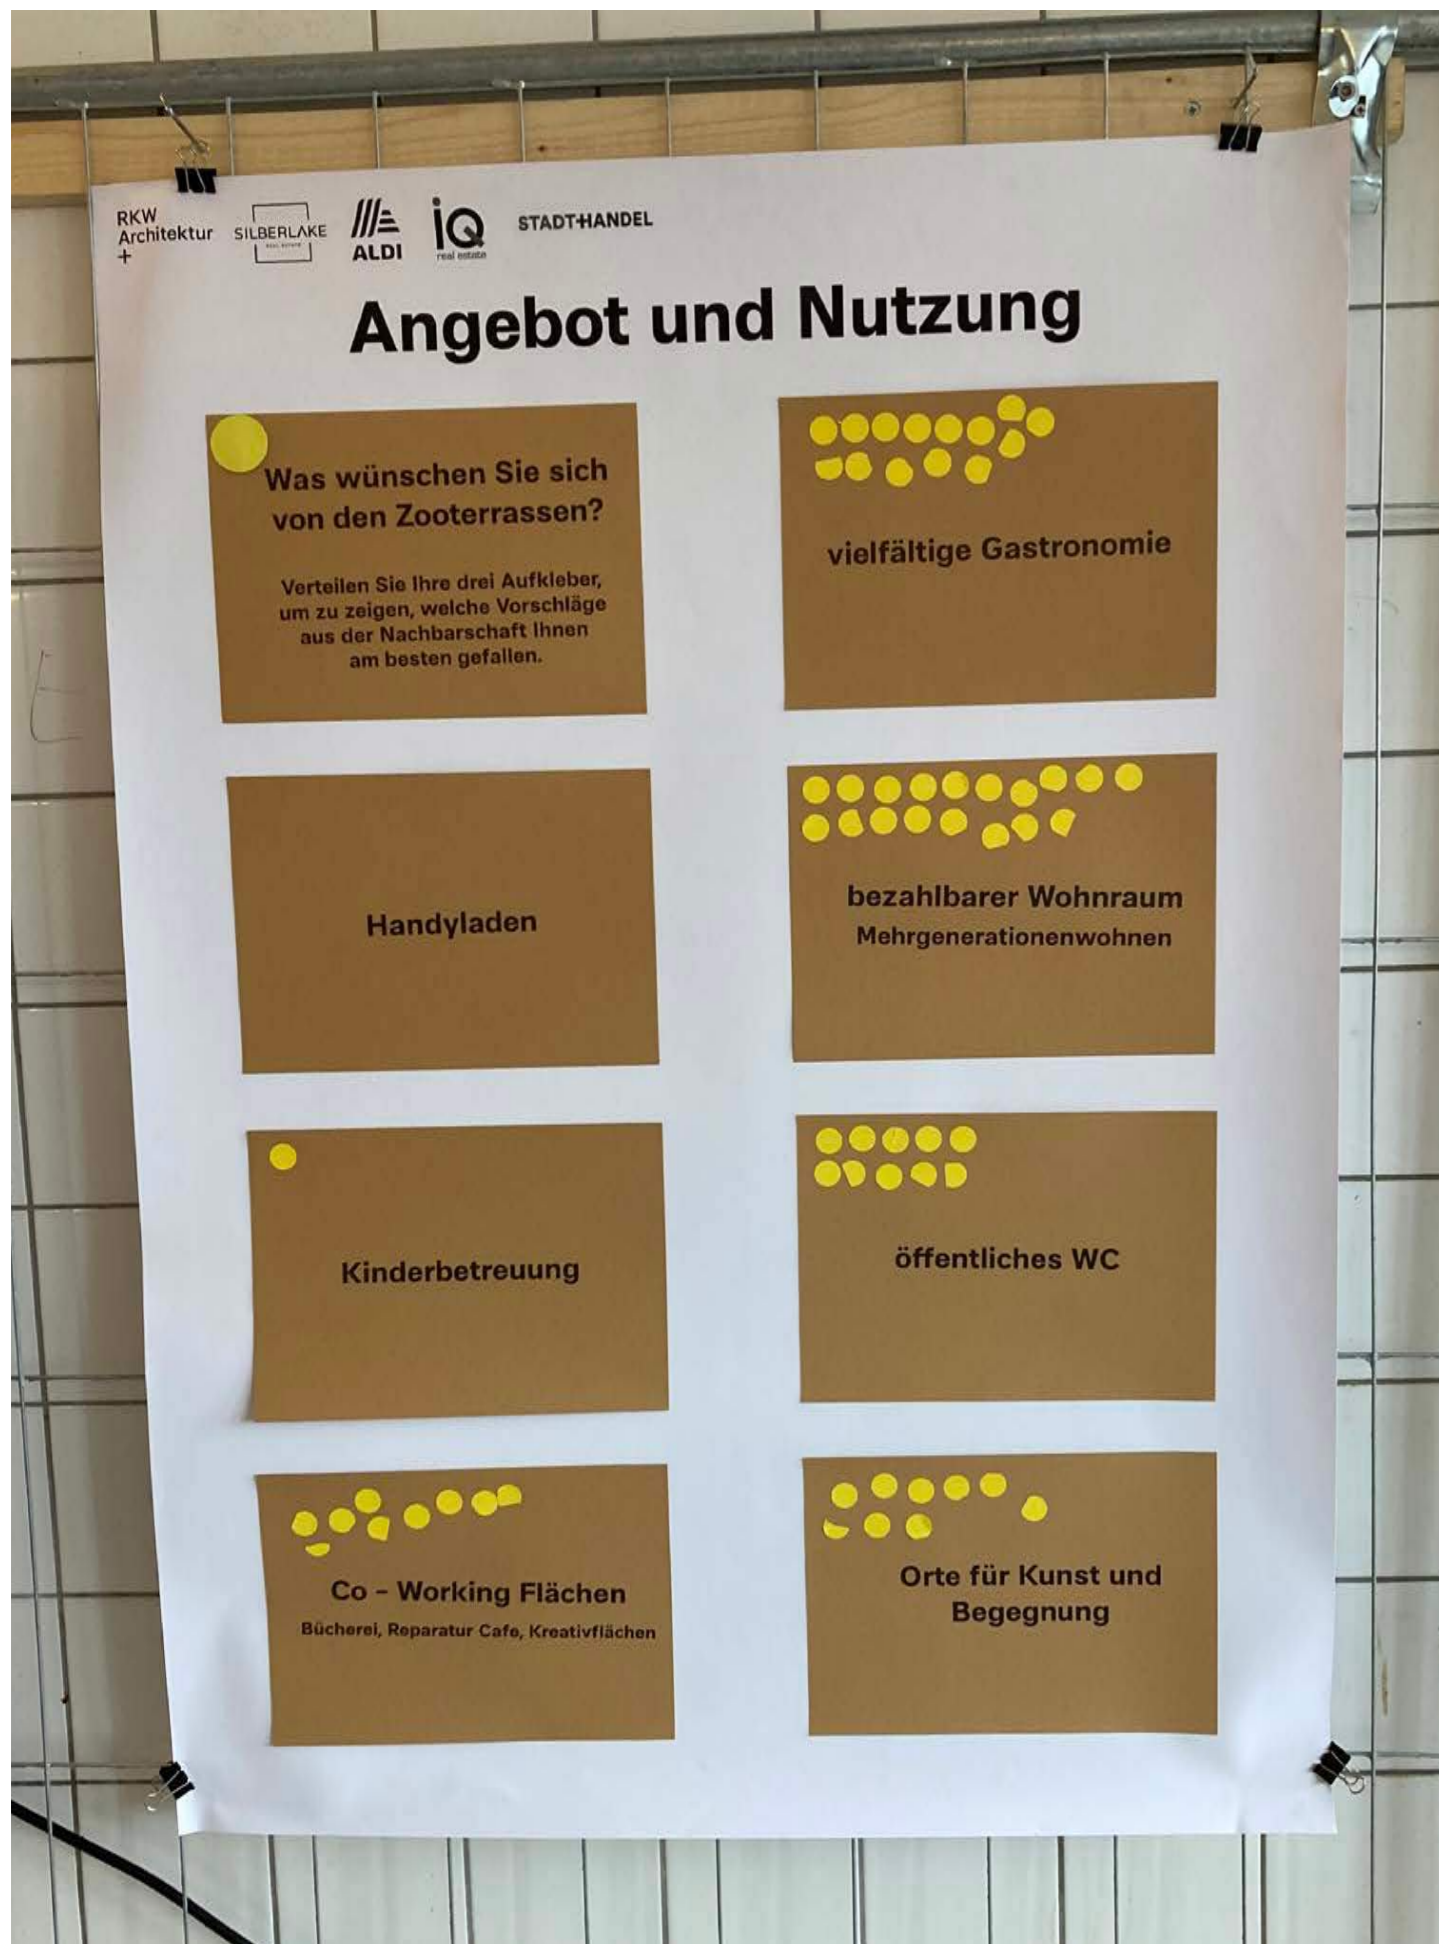 RKW
Architektur
+
SILBERLAKE
REAL ESTATE
ALDI
iQ
real estate
STADT+HANDEL
Angebot und Nutzung
Was wünschen Sie sich
von den Zooterrassen?
Verteilen Sie Ihre drei Aufkleber,
um zu zeigen, welche Vorschläge
aus der Nachbarschaft Ihnen
am besten gefallen.
vielfältige Gastronomie
Handyladen
bezahlbarer Wohnraum
Mehrgenerationenwohnen
Kinderbetreuung
öffentliches WC
Co - Working Flächen
Bücherei, Reparatur Cafe, Kreativflächen
Orte für Kunst und
Begegnung